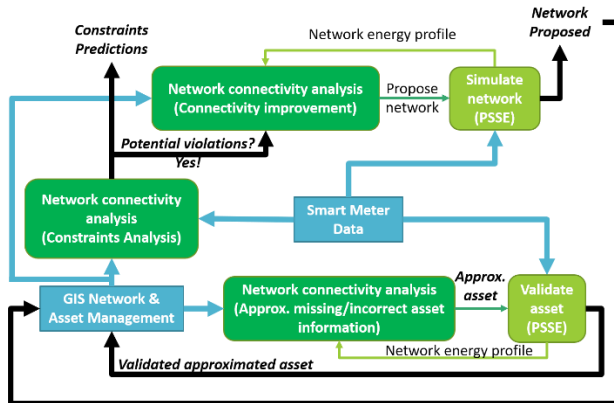 Constraints
Predictions
Network
Proposed
Network energy profile
Network connectivity analysis
(Connectivity improvement)
Propose
network
Simulate
network
(PSSE)
Potential violations?
Yes!
Network connectivity
analysis
(Constraints Analysis)
Smart Meter
Data
GIS Network &
Asset Management
Network connectivity analysis
(Approx. missing/incorrect asset
information)
Approx.
asset
Validate
asset
(PSSE)
Network energy profile
Validated approximated asset